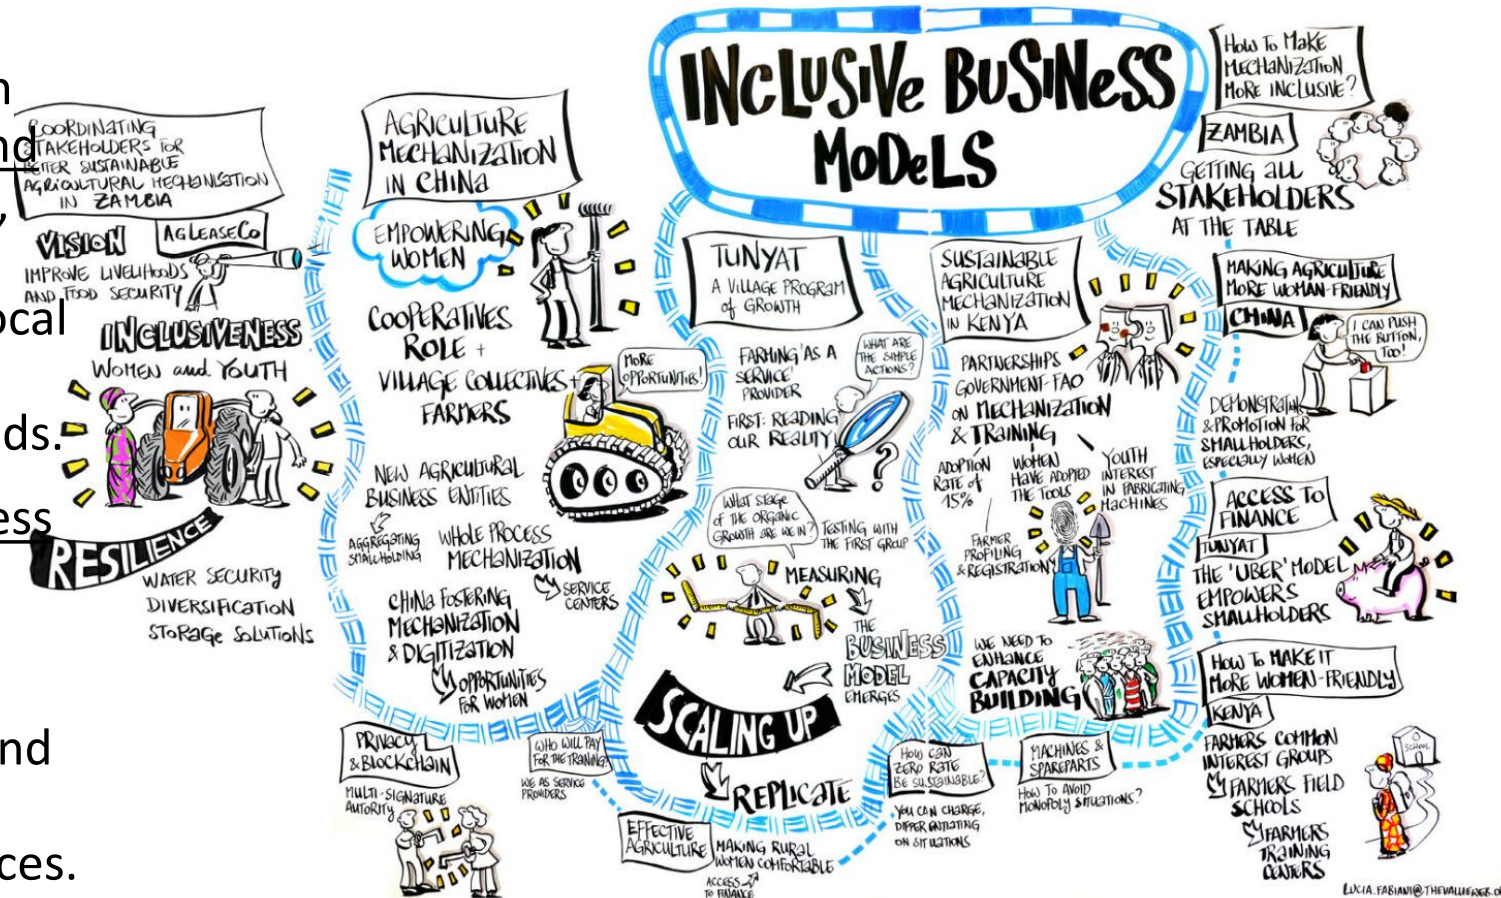 n
nd
,
ocal
ds.
ess
nd
ces.
INCLUSIVE BUSINESS
MODELS
COORDINATING
STAKEHOLDERS FOR
BETTER SUSTAINABLE
AGRICULTURAL MECHANISATION
IN ZAMBIA
AGLEASECO
VISION
IMPROVE LIVELIHOODS
AND FOOD SECURITY
INCLUSIVENESS
WOMEN and YOUTH
RESILIENCE
WATER SECURITY
DIVERSIFICATION
STORAGE SOLUTIONS
AGRICULTURE
MECHANIZATION
IN CHINA
EMPOWERING
WOMEN
COOPERATIVES
ROLE +
VILLAGE COLLECTIVES +
FARMERS
MORE
OPPORTUNITIES!
NEW AGRICULTURAL
BUSINESS ENTITIES
AGGREGATING
SMALLHOLDING
WHOLE PROCESS
MECHANIZATION
SERVICE
CENTERS
CHINA FOSTERING
MECHANIZATION
& DIGITIZATION
OPPORTUNITIES
FOR WOMEN
TUNYAT
A VILLAGE PROGRAM
of GROWTH
FARMING 'AS A
SERVICE'
PROVIDER
WHAT ARE
THE SIMPLE
ACTIONS?
FIRST: READING
OUR REALITY
?
WHAT STAGE
OF THE ORGANIC
GROWTH ARE WE IN?
TESTING WITH
THE FIRST GROUP
MEASURING
THE
BUSINESS
MODEL
EMERGES
SCALING UP
REPLICATE
SUSTAINABLE
AGRICULTURE
MECHANIZATION
IN KENYA
PARTNERSHIPS
GOVERNMENT-FAO
ON MECHANIZATION
& TRAINING
ADOPTION
RATE of
15%
WOMEN
HAVE ADOPTED
THE TOOLS
YOUTH
INTEREST
IN FABRICATING
MACHINES
FARMER
PROFILING
& REGISTRATION
WE NEED TO
ENHANCE
CAPACITY
BUILDING
HOW TO MAKE
MECHANIZATION
MORE INCLUSIVE?
ZAMBIA
GETTING ALL
STAKEHOLDERS
AT THE TABLE
MAKING AGRICULTURE
MORE WOMAN-FRIENDLY
CHINA
I CAN PUSH
THE BUTTON,
TOO!
DEMONSTRATION
& PROMOTION FOR
SMALLHOLDERS,
ESPECIALLY WOMEN
ACCESS TO
FINANCE
TUNYAT
THE 'UBER' MODEL
EMPOWERS
SMALLHOLDERS
HOW TO MAKE IT
MORE WOMEN-FRIENDLY
KENYA
FARMERS COMMON
INTEREST GROUPS
FARMERS FIELD
SCHOOLS
FARMERS
TRAINING
CENTERS
SCHOOL
PRIVACY
& BLOCKCHAIN
MULTI-SIGNATURE
AUTORITY
WHO WILL PAY
FOR THE TRAINING?
WE AS SERVICE
PROVIDERS
EFFECTIVE
AGRICULTURE
MAKING RURAL
WOMEN COMFORTABLE
ACCESS
TO FINANCE
HOW CAN
ZERO RATE
BE SUSTAINABLE?
YOU CAN CHARGE,
DIFFERENTIATING
ON SITUATIONS
MACHINES &
SPAREPARTS
HOW TO AVOID
MONOPOLY SITUATIONS?
LUCIA.FABIANI@THEVALUEWEB.O